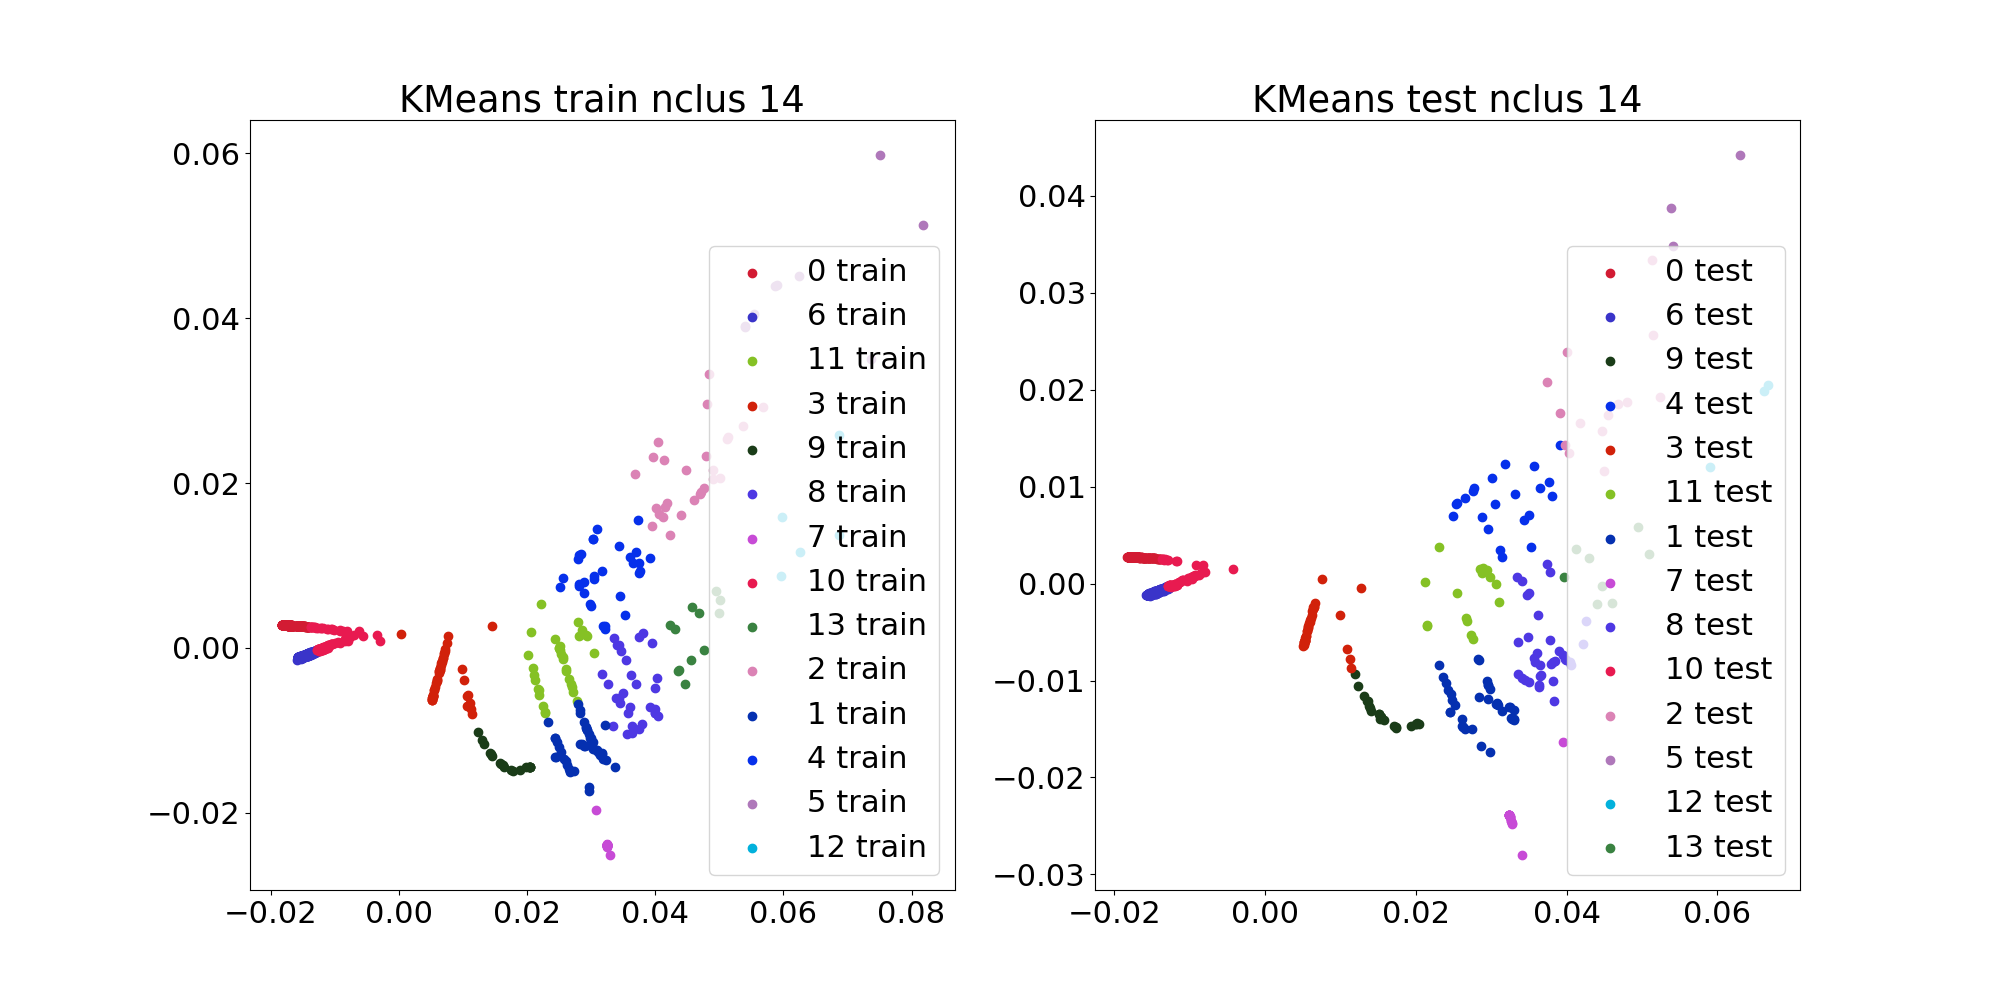 KMeans train nclus 14
0.06
0.04
0.02
0.00
−0.02
−0.02 0.00 0.02 0.04 0.06 0.08
0 train
6 train
11 train
3 train
9 train
8 train
7 train
10 train
13 train
2 train
1 train
4 train
5 train
12 train
KMeans test nclus 14
0.04
0.03
0.02
0.01
0.00
−0.01
−0.02
−0.03
−0.02 0.00 0.02 0.04 0.06
0 test
6 test
9 test
4 test
3 test
11 test
1 test
7 test
8 test
10 test
2 test
5 test
12 test
13 test